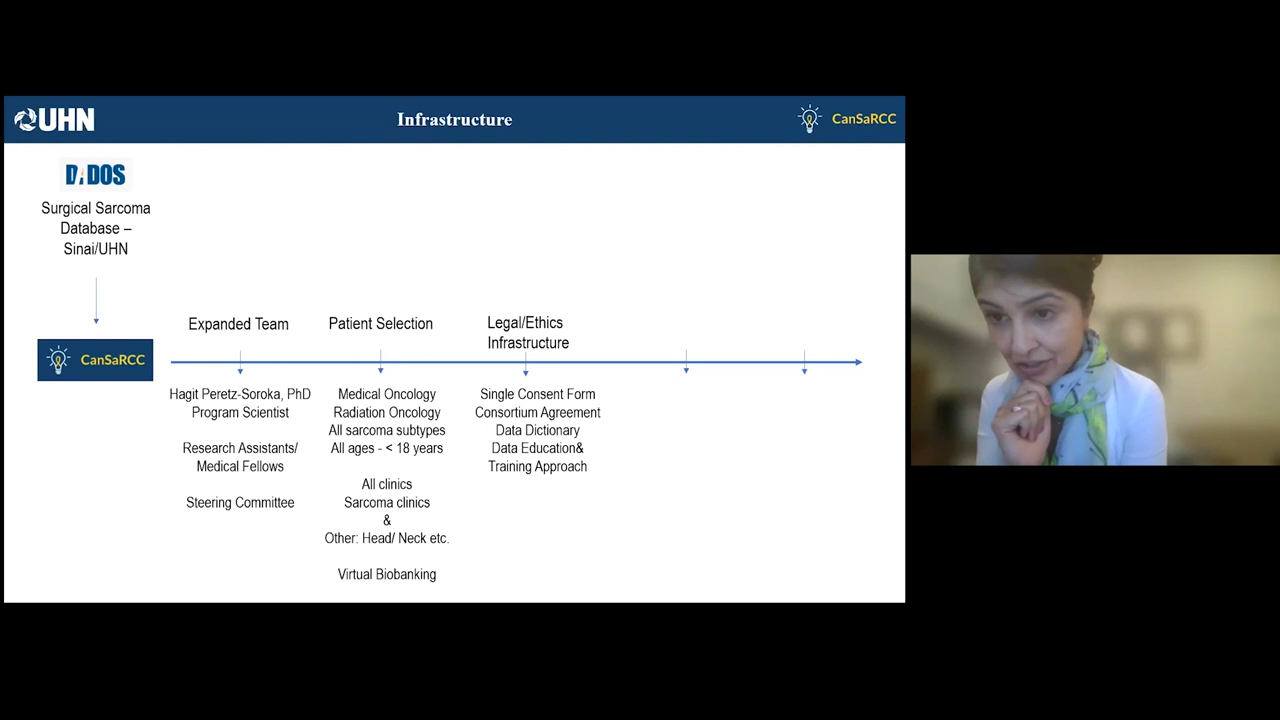 UHN
Infrastructure
CanSaRCC
DADOS
Surgical Sarcoma
Database –
Sinai/UHN
CanSaRCC
Expanded Team
Hagit Peretz-Soroka, PhD
Program Scientist
Research Assistants/
Medical Fellows
Steering Committee
Patient Selection
Medical Oncology
Radiation Oncology
All sarcoma subtypes
All ages - < 18 years
All clinics
Sarcoma clinics
&
Other: Head/ Neck etc.
Virtual Biobanking
Legal/Ethics
Infrastructure
Single Consent Form
Consortium Agreement
Data Dictionary
Data Education&
Training Approach